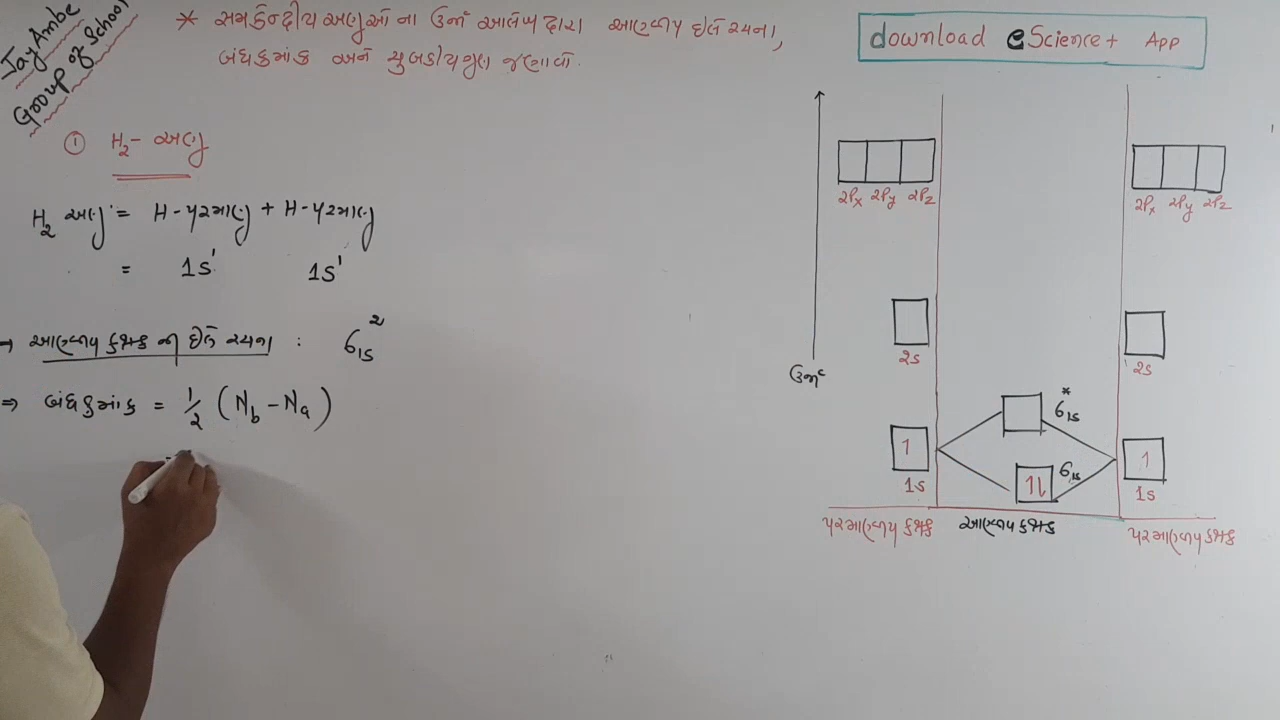 Jay Ambe
Group of School
* સમકેન્દ્રીય અણુઓ ના ઉર્જા આલેખ દ્વારા આણ્વીય ઇલે રચના,
બંધક્રમાંક અને ચુંબકીય ગુણ જણાવો.
download eScience+ App
① H₂- અણુ
H₂ અણુ = H-પરમાણુ + H-પરમાણુ
= 1s¹ 1s¹
→ આણ્વીય કક્ષક ની ઇલે રચના : σ1s²
⇒ બંધક્રમાંક = 1/2 (Nb - Na)
=
2Px 2Py 2Pz
2Px 2Py 2Pz
2s
2s
ઉર્જા
σ*1s
1
1s
1
1s
σ1s
1⇂
પરમાણ્વીય કક્ષક
આણ્વીય કક્ષક
પરમાણ્વીય કક્ષક